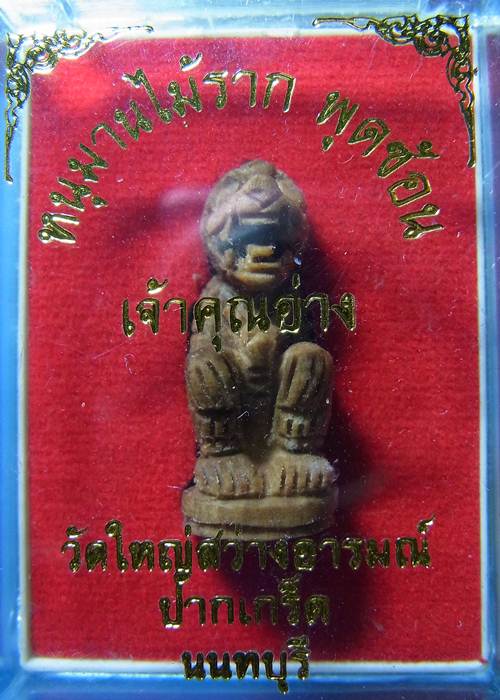 หนุมานไม้ราก พุดซ้อน
เจ้าคุณอ่าง
วัดใหญ่สว่างอารมณ์
ปากเกร็ด
นนทบุรี